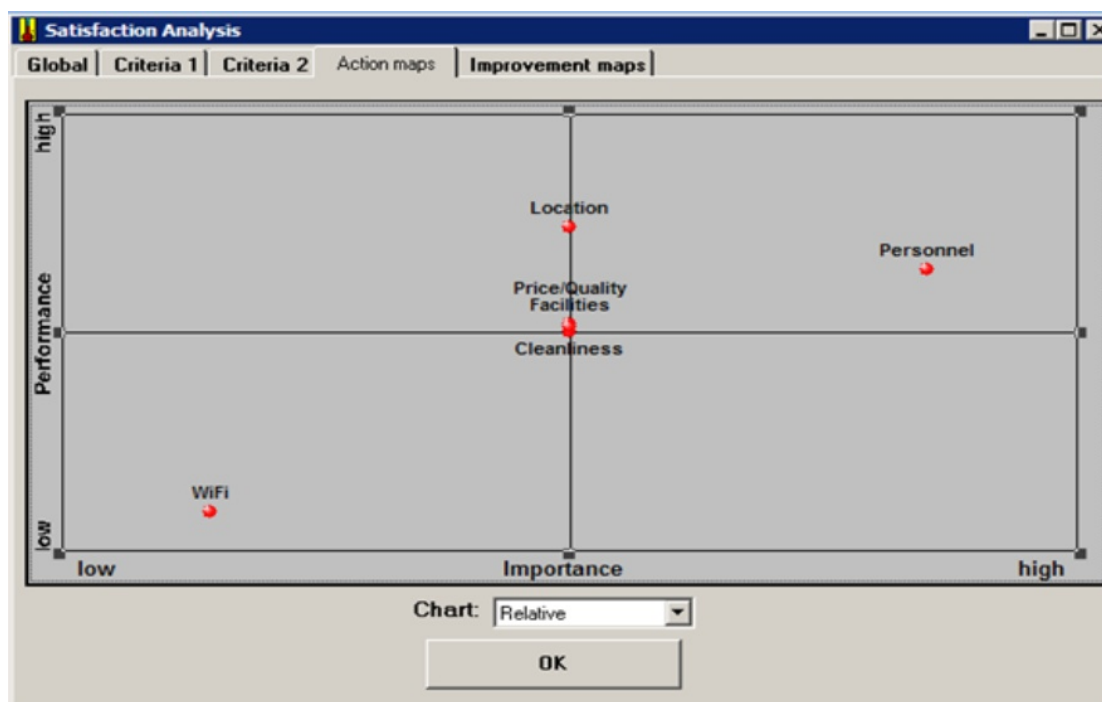 Satisfaction Analysis
Global Criteria 1 Criteria 2 Action maps Improvement maps
high
Location
Personnel
Price/Quality
Facilities
Performance
Cleanliness
WiFi
low
low Importance high
Chart: Relative
OK